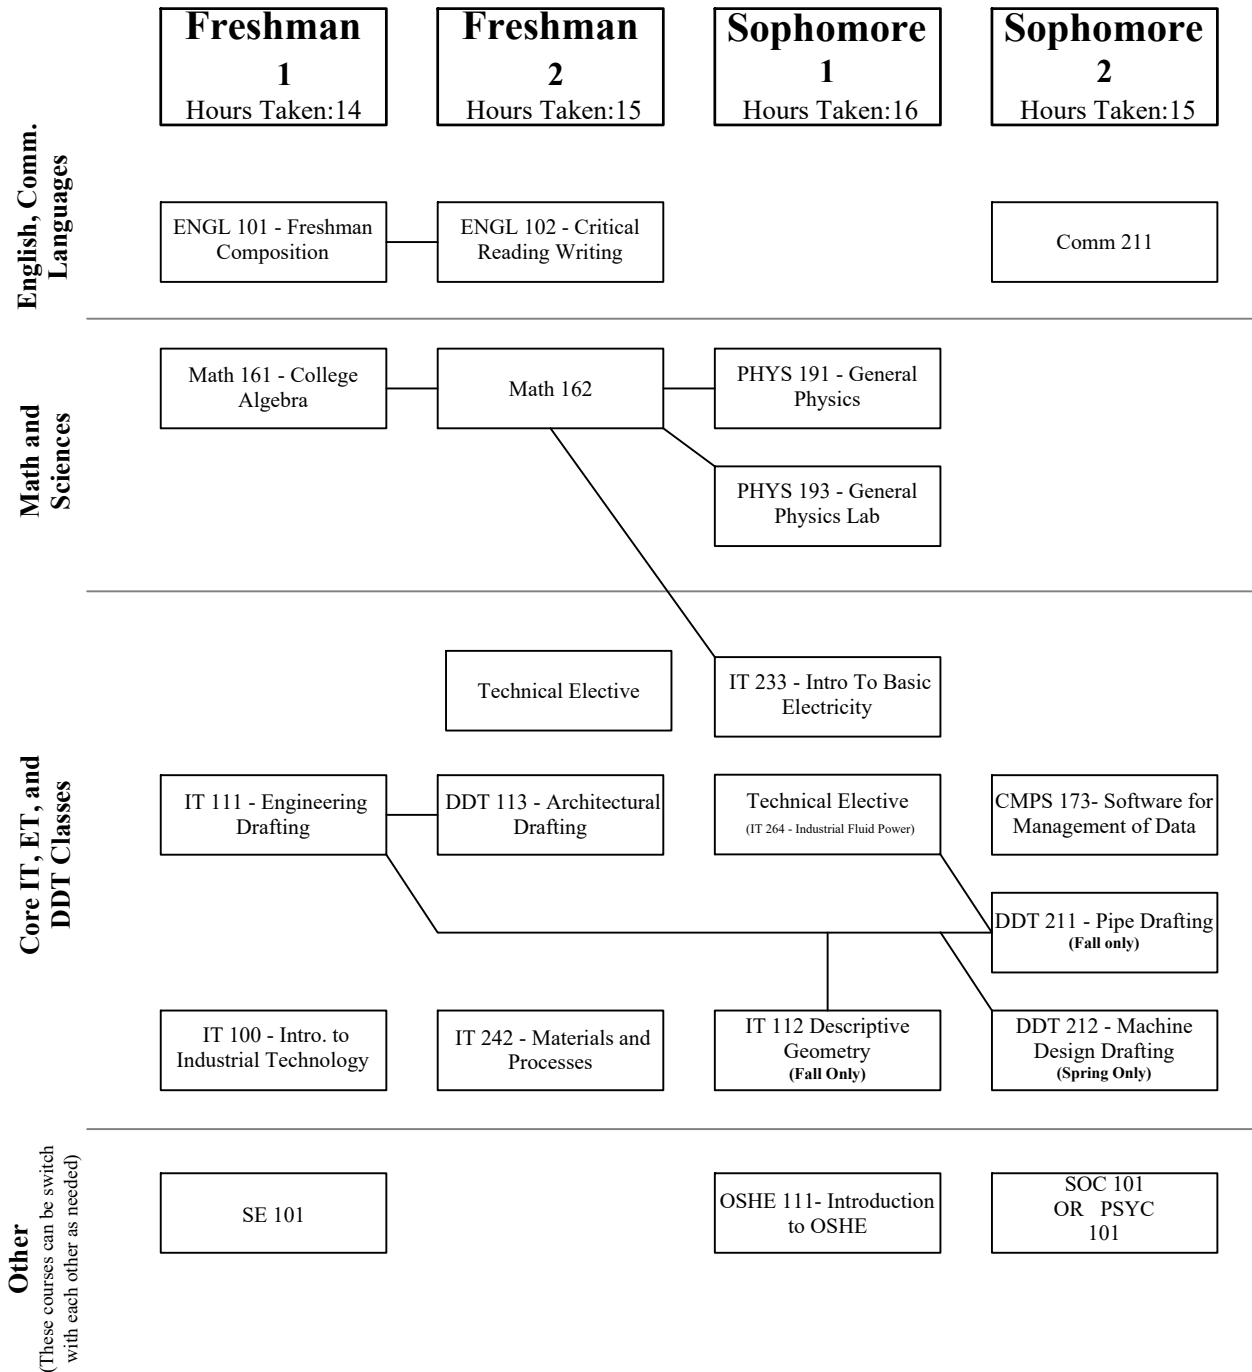 Freshman
1
Hours Taken:14
Freshman
2
Hours Taken:15
Sophomore
1
Hours Taken:16
Sophomore
2
Hours Taken:15
English, Comm.
Languages
ENGL 101 - Freshman
Composition
ENGL 102 - Critical
Reading Writing
Comm 211
Math and
Sciences
Math 161 - College
Algebra
Math 162
PHYS 191 - General
Physics
PHYS 193 - General
Physics Lab
Core IT, ET, and
DDT Classes
Technical Elective
IT 233 - Intro To Basic
Electricity
IT 111 - Engineering
Drafting
DDT 113 - Architectural
Drafting
Technical Elective
(IT 264 - Industrial Fluid Power)
CMPS 173- Software for
Management of Data
DDT 211 - Pipe Drafting
(Fall only)
IT 100 - Intro. to
Industrial Technology
IT 242 - Materials and
Processes
IT 112 Descriptive
Geometry
(Fall Only)
DDT 212 - Machine
Design Drafting
(Spring Only)
Other
(These courses can be switch
with each other as needed)
SE 101
OSHE 111- Introduction
to OSHE
SOC 101
OR PSYC
101